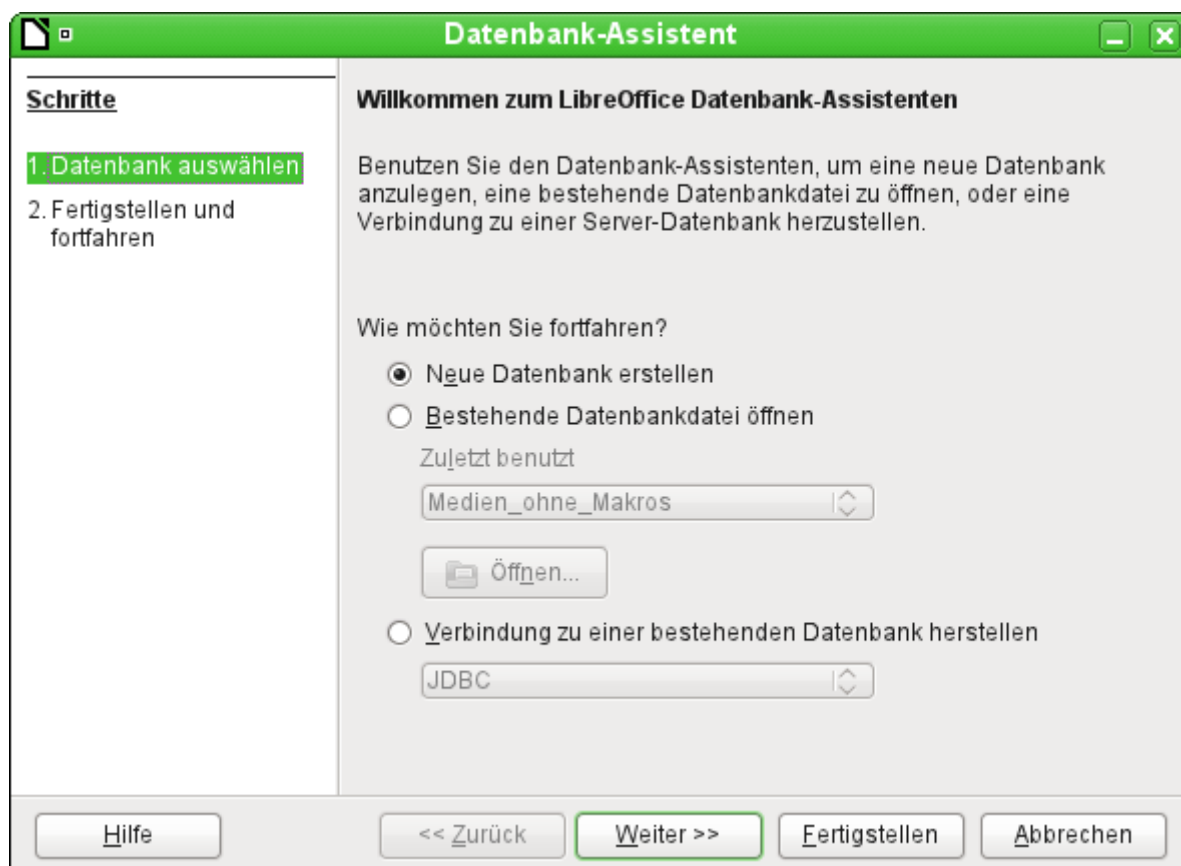 Datenbank-Assistent
Schritte
1. Datenbank auswählen
2. Fertigstellen und
fortfahren
Willkommen zum LibreOffice Datenbank-Assistenten
Benutzen Sie den Datenbank-Assistenten, um eine neue Datenbank
anzulegen, eine bestehende Datenbankdatei zu öffnen, oder eine
Verbindung zu einer Server-Datenbank herzustellen.
Wie möchten Sie fortfahren?
Neue Datenbank erstellen
Bestehende Datenbankdatei öffnen
Zuletzt benutzt
Medien_ohne_Makros
Öffnen...
Verbindung zu einer bestehenden Datenbank herstellen
JDBC
Hilfe
<< Zurück
Weiter >>
Fertigstellen
Abbrechen